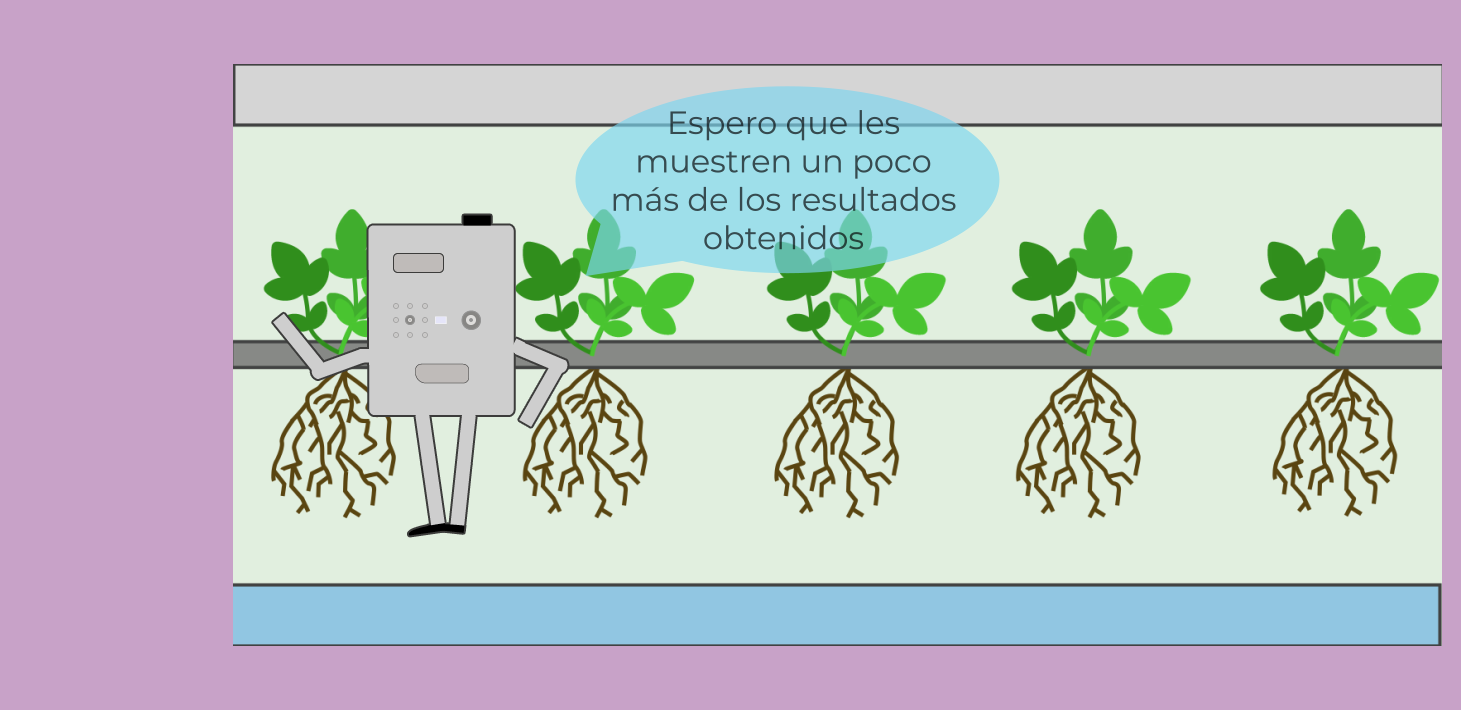 Espero que les
muestren un poco
más de los resultados
obtenidos